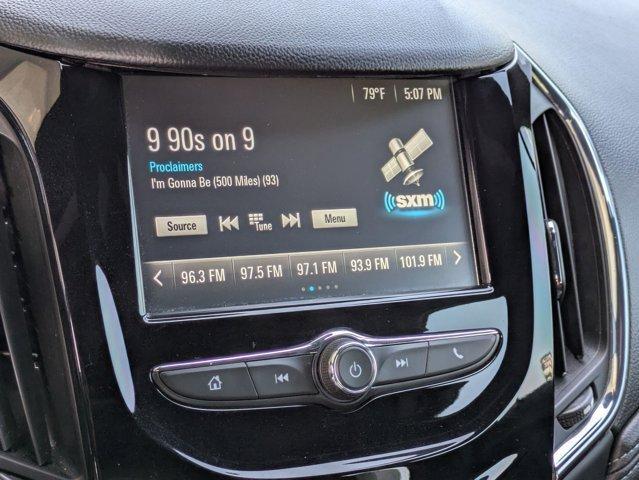 79°F 5:07 PM
9 90s on 9
Proclaimers
I'm Gonna Be (500 Miles) (93)
((sxm))
Source Tune Menu
96.3 FM 97.5 FM 97.1 FM 93.9 FM 101.9 FM